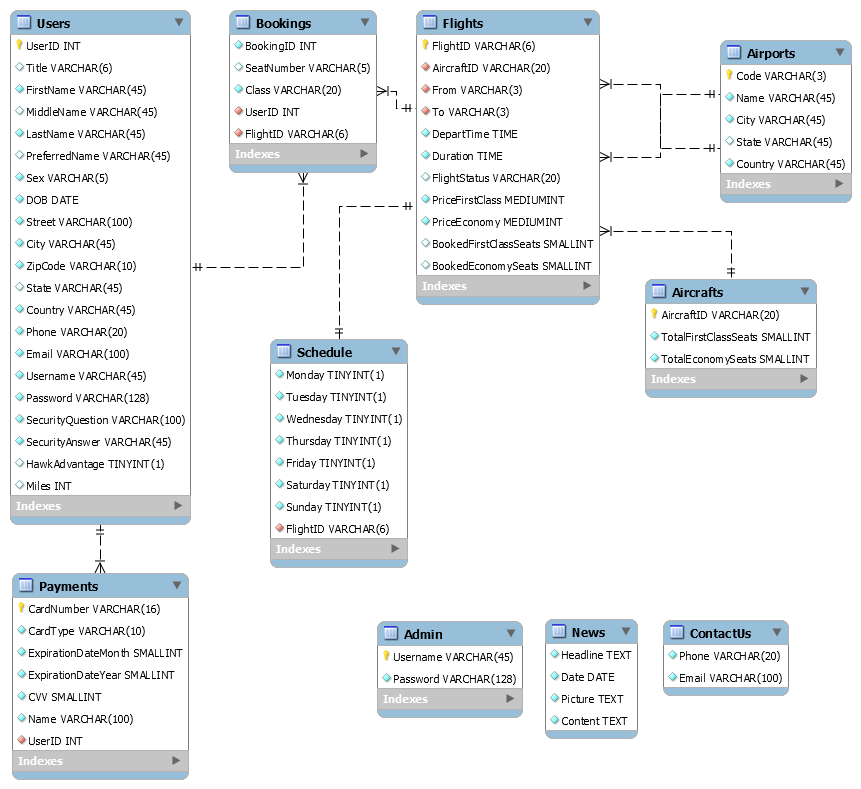 Users
UserID INT
Title VARCHAR(6)
FirstName VARCHAR(45)
MiddleName VARCHAR(45)
LastName VARCHAR(45)
PreferredName VARCHAR(45)
Sex VARCHAR(5)
DOB DATE
Street VARCHAR(100)
City VARCHAR(45)
ZipCode VARCHAR(10)
State VARCHAR(45)
Country VARCHAR(45)
Phone VARCHAR(20)
Email VARCHAR(100)
Username VARCHAR(45)
Password VARCHAR(128)
SecurityQuestion VARCHAR(100)
SecurityAnswer VARCHAR(45)
HawkAdvantage TINYINT(1)
Miles INT
Indexes
Bookings
BookingID INT
SeatNumber VARCHAR(5)
Class VARCHAR(20)
UserID INT
FlightID VARCHAR(6)
Indexes
Flights
FlightID VARCHAR(6)
AircraftID VARCHAR(20)
From VARCHAR(3)
To VARCHAR(3)
DepartTime TIME
Duration TIME
FlightStatus VARCHAR(20)
PriceFirstClass MEDIUMINT
PriceEconomy MEDIUMINT
BookedFirstClassSeats SMALLINT
BookedEconomySeats SMALLINT
Indexes
Airports
Code VARCHAR(3)
Name VARCHAR(45)
City VARCHAR(45)
State VARCHAR(45)
Country VARCHAR(45)
Indexes
Aircrafts
AircraftID VARCHAR(20)
TotalFirstClassSeats SMALLINT
TotalEconomySeats SMALLINT
Indexes
Schedule
Monday TINYINT(1)
Tuesday TINYINT(1)
Wednesday TINYINT(1)
Thursday TINYINT(1)
Friday TINYINT(1)
Saturday TINYINT(1)
Sunday TINYINT(1)
FlightID VARCHAR(6)
Indexes
Payments
CardNumber VARCHAR(16)
CardType VARCHAR(10)
ExpirationDateMonth SMALLINT
ExpirationDateYear SMALLINT
CVV SMALLINT
Name VARCHAR(100)
UserID INT
Indexes
Admin
Username VARCHAR(45)
Password VARCHAR(128)
Indexes
News
Headline TEXT
Date DATE
Picture TEXT
Content TEXT
ContactUs
Phone VARCHAR(20)
Email VARCHAR(100)